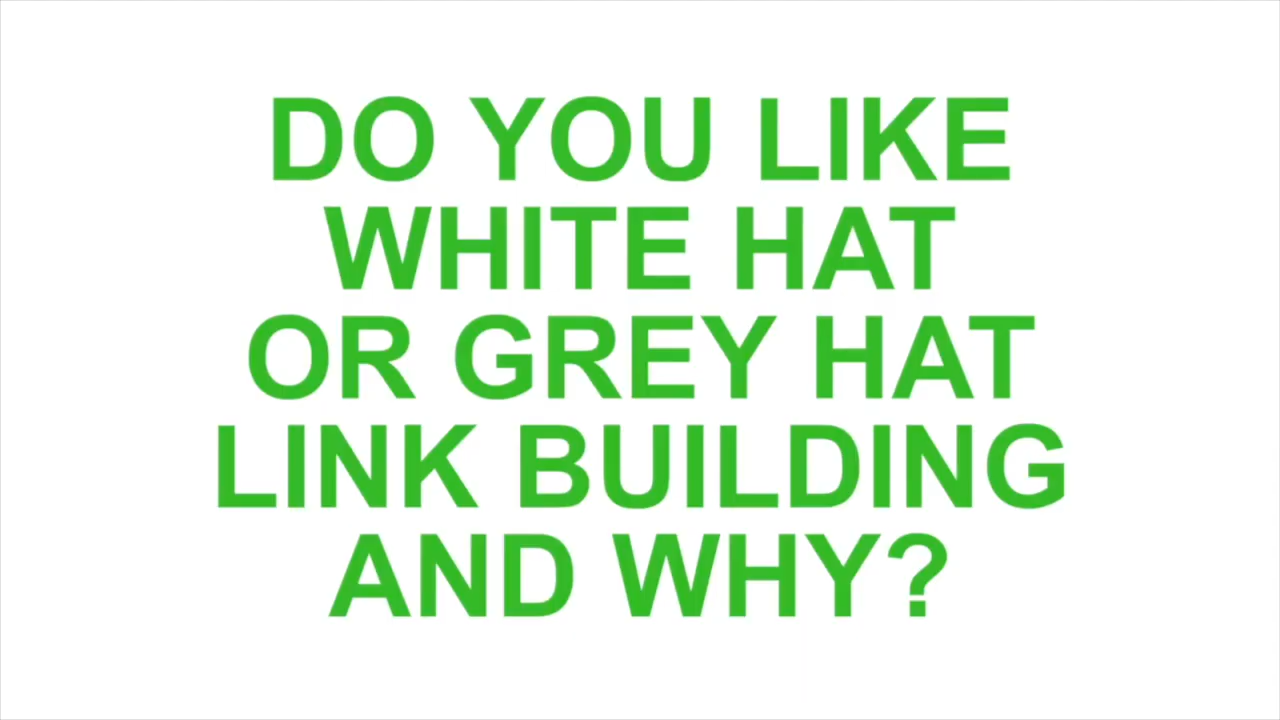 DO YOU LIKE
WHITE HAT
OR GREY HAT
LINK BUILDING
AND WHY?